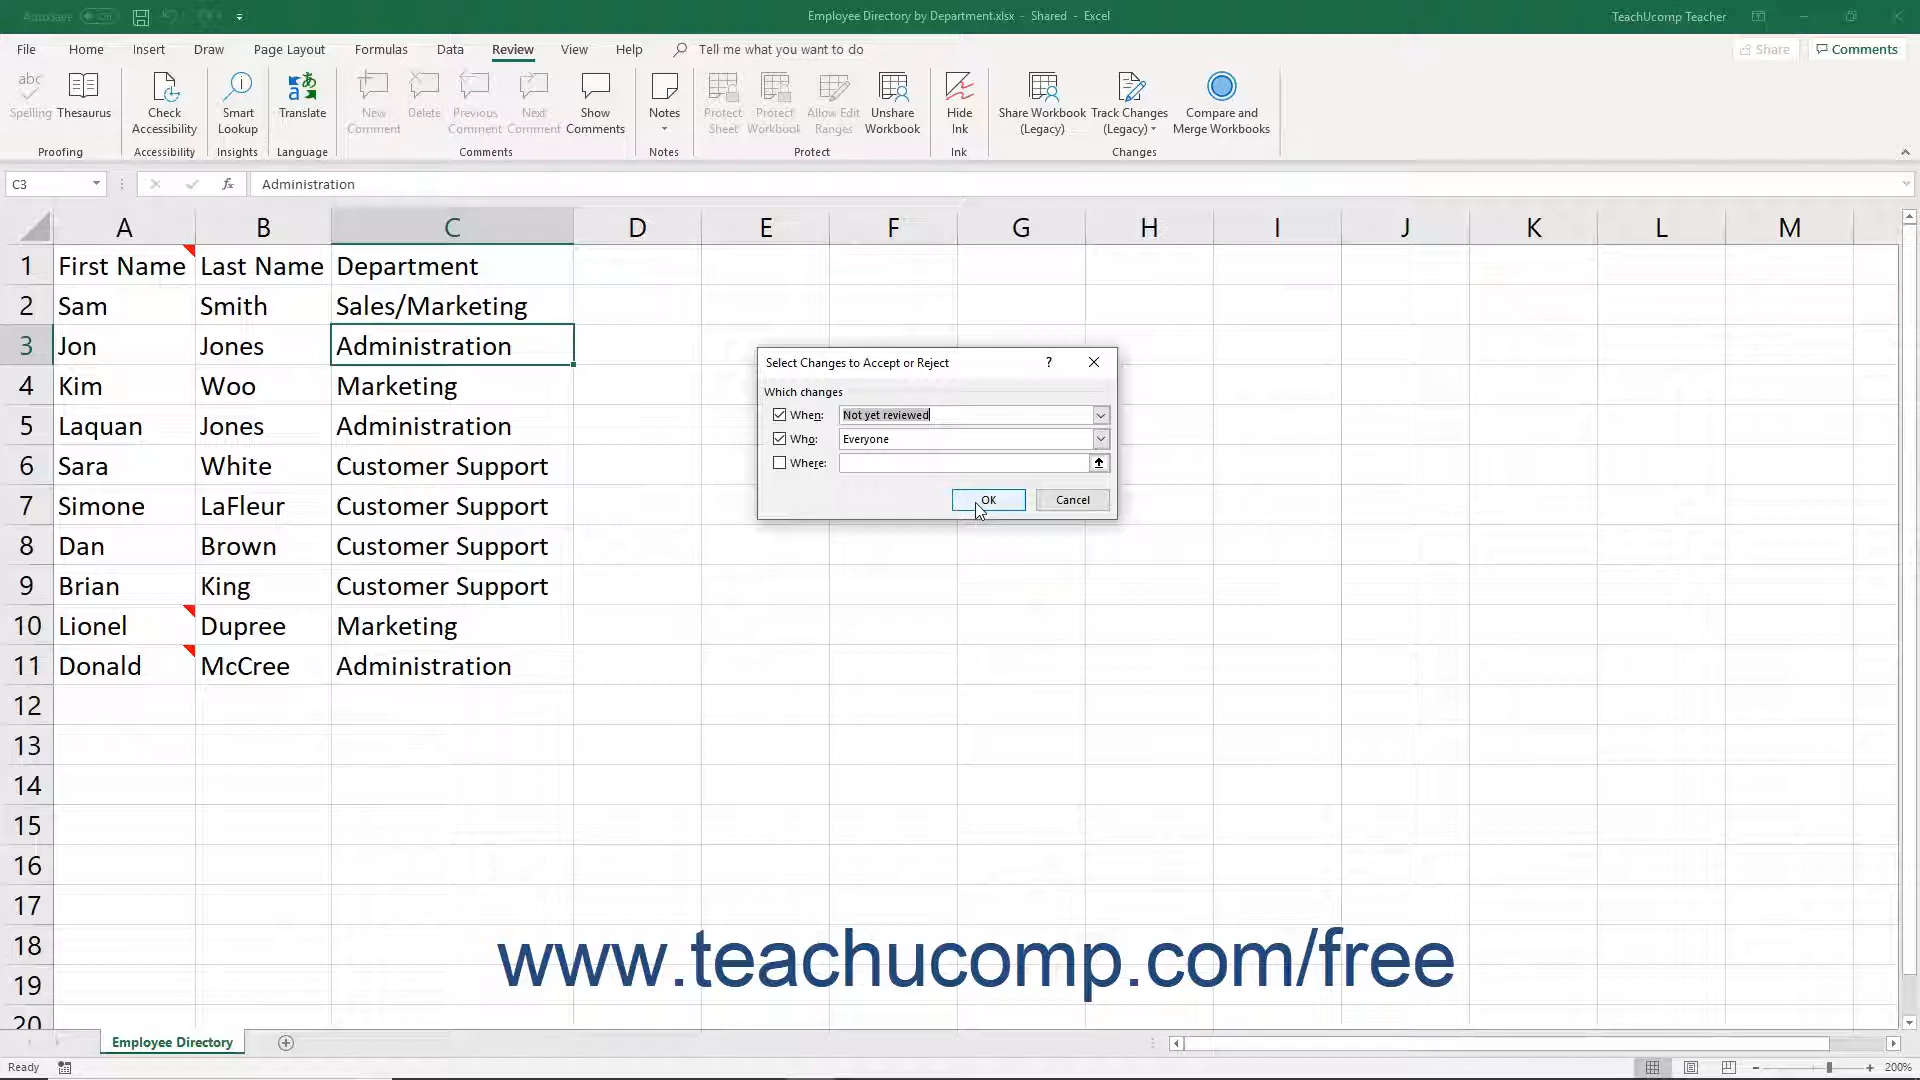 AutoSave Off
Employee Directory by Department.xlsx - Shared - Excel
TeachUcomp Teacher
File Home Insert Draw Page Layout Formulas Data Review View Help Tell me what you want to do Share Comments
abc
Spelling Thesaurus Check Accessibility Smart Lookup Translate New Comment Delete Previous Comment Next Comment Show Comments Notes Protect Sheet Protect Workbook Allow Edit Ranges Unshare Workbook Hide Ink Share Workbook (Legacy) Track Changes (Legacy) Compare and Merge Workbooks
Proofing Accessibility Insights Language Comments Notes Protect Ink Changes
C3 fx Administration
A B C D E F G H I J K L M
1 First Name Last Name Department
2 Sam Smith Sales/Marketing
3 Jon Jones Administration
4 Kim Woo Marketing
5 Laquan Jones Administration
6 Sara White Customer Support
7 Simone LaFleur Customer Support
8 Dan Brown Customer Support
9 Brian King Customer Support
10 Lionel Dupree Marketing
11 Donald McCree Administration
12
13
14
15
16
17
18
19
20
Select Changes to Accept or Reject ?
Which changes
When: Not yet reviewed
Who: Everyone
Where:
OK Cancel
www.teachucomp.com/free
Employee Directory
Ready 200%